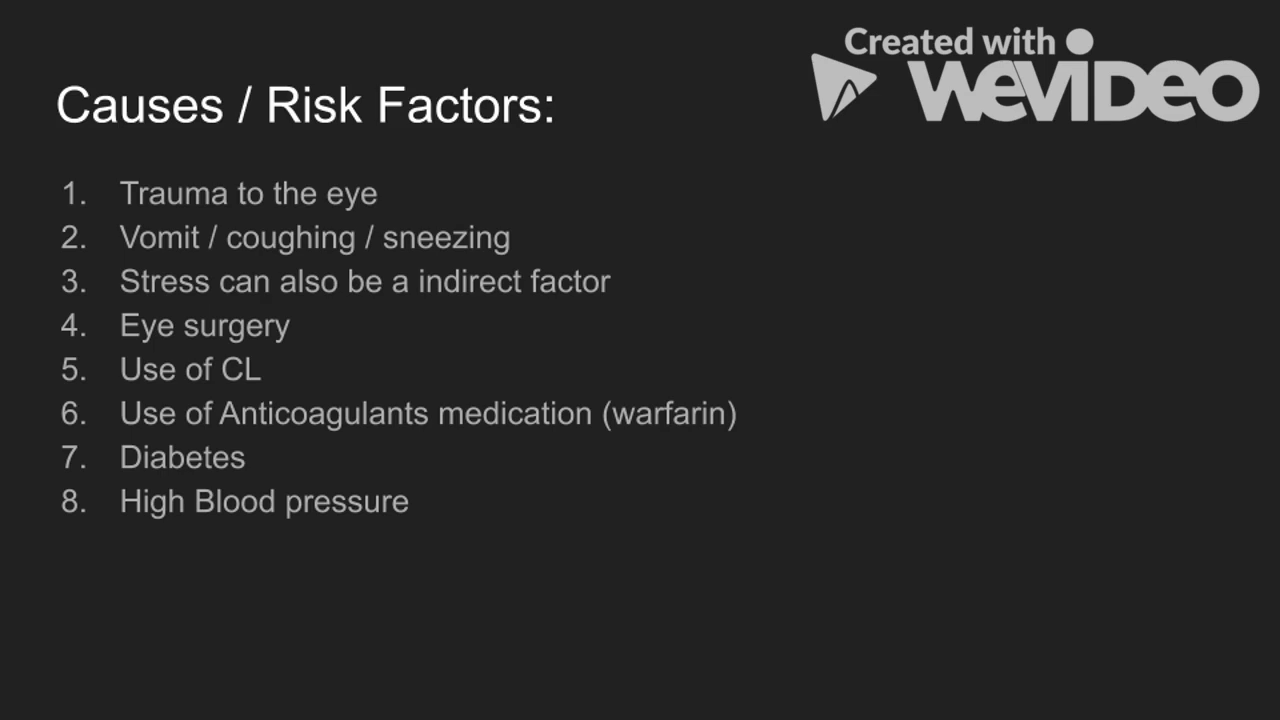 Created with
WeVideo
Causes / Risk Factors:
1. Trauma to the eye
2. Vomit / coughing / sneezing
3. Stress can also be a indirect factor
4. Eye surgery
5. Use of CL
6. Use of Anticoagulants medication (warfarin)
7. Diabetes
8. High Blood pressure